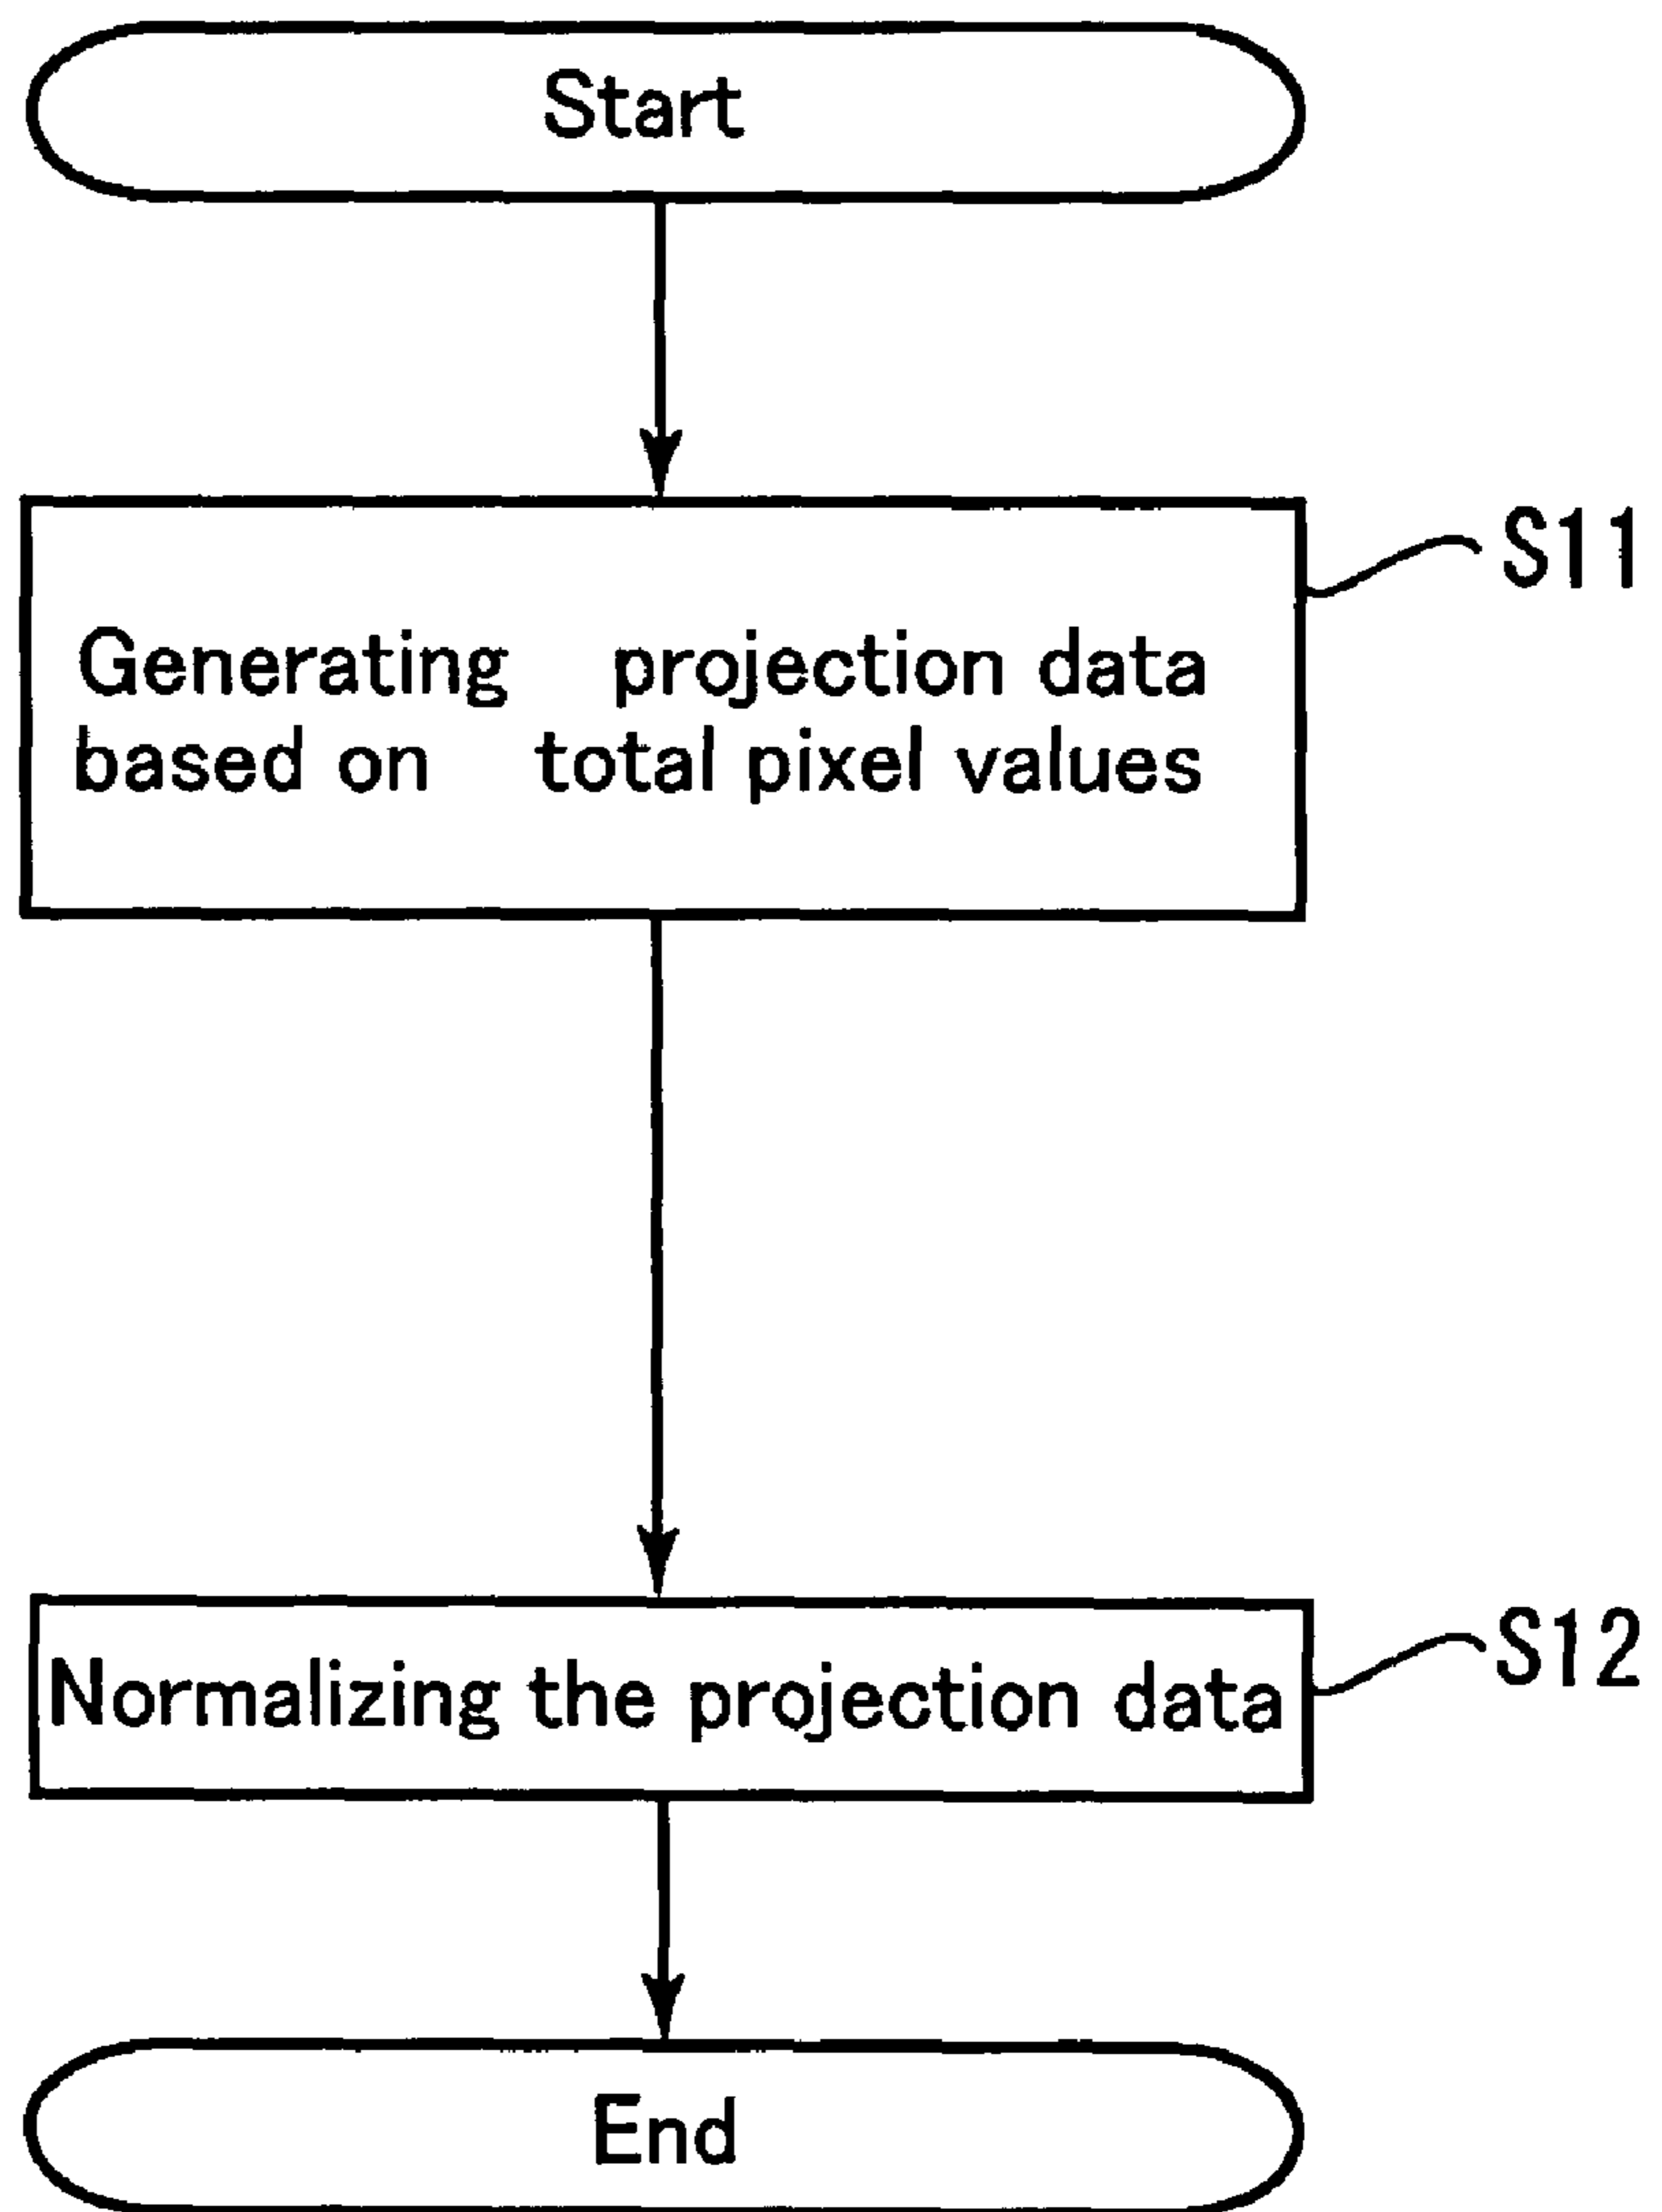 Start
S11
Generating projection data
based on total pixel values
S12
Normalizing the projection data
End